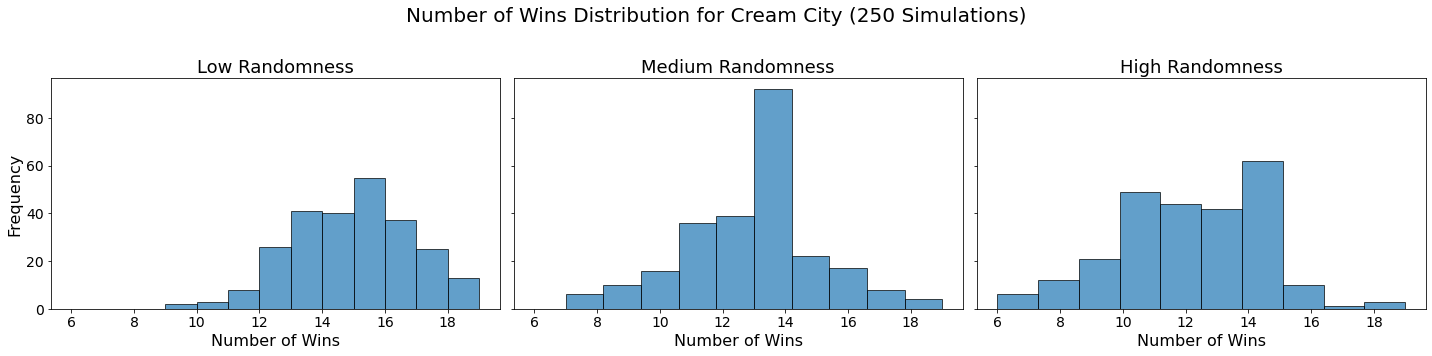 Number of Wins Distribution for Cream City (250 Simulations)
Low Randomness
Medium Randomness
High Randomness
Frequency
80
60
40
20
0
6 8 10 12 14 16 18
6 8 10 12 14 16 18
6 8 10 12 14 16 18
Number of Wins
Number of Wins
Number of Wins